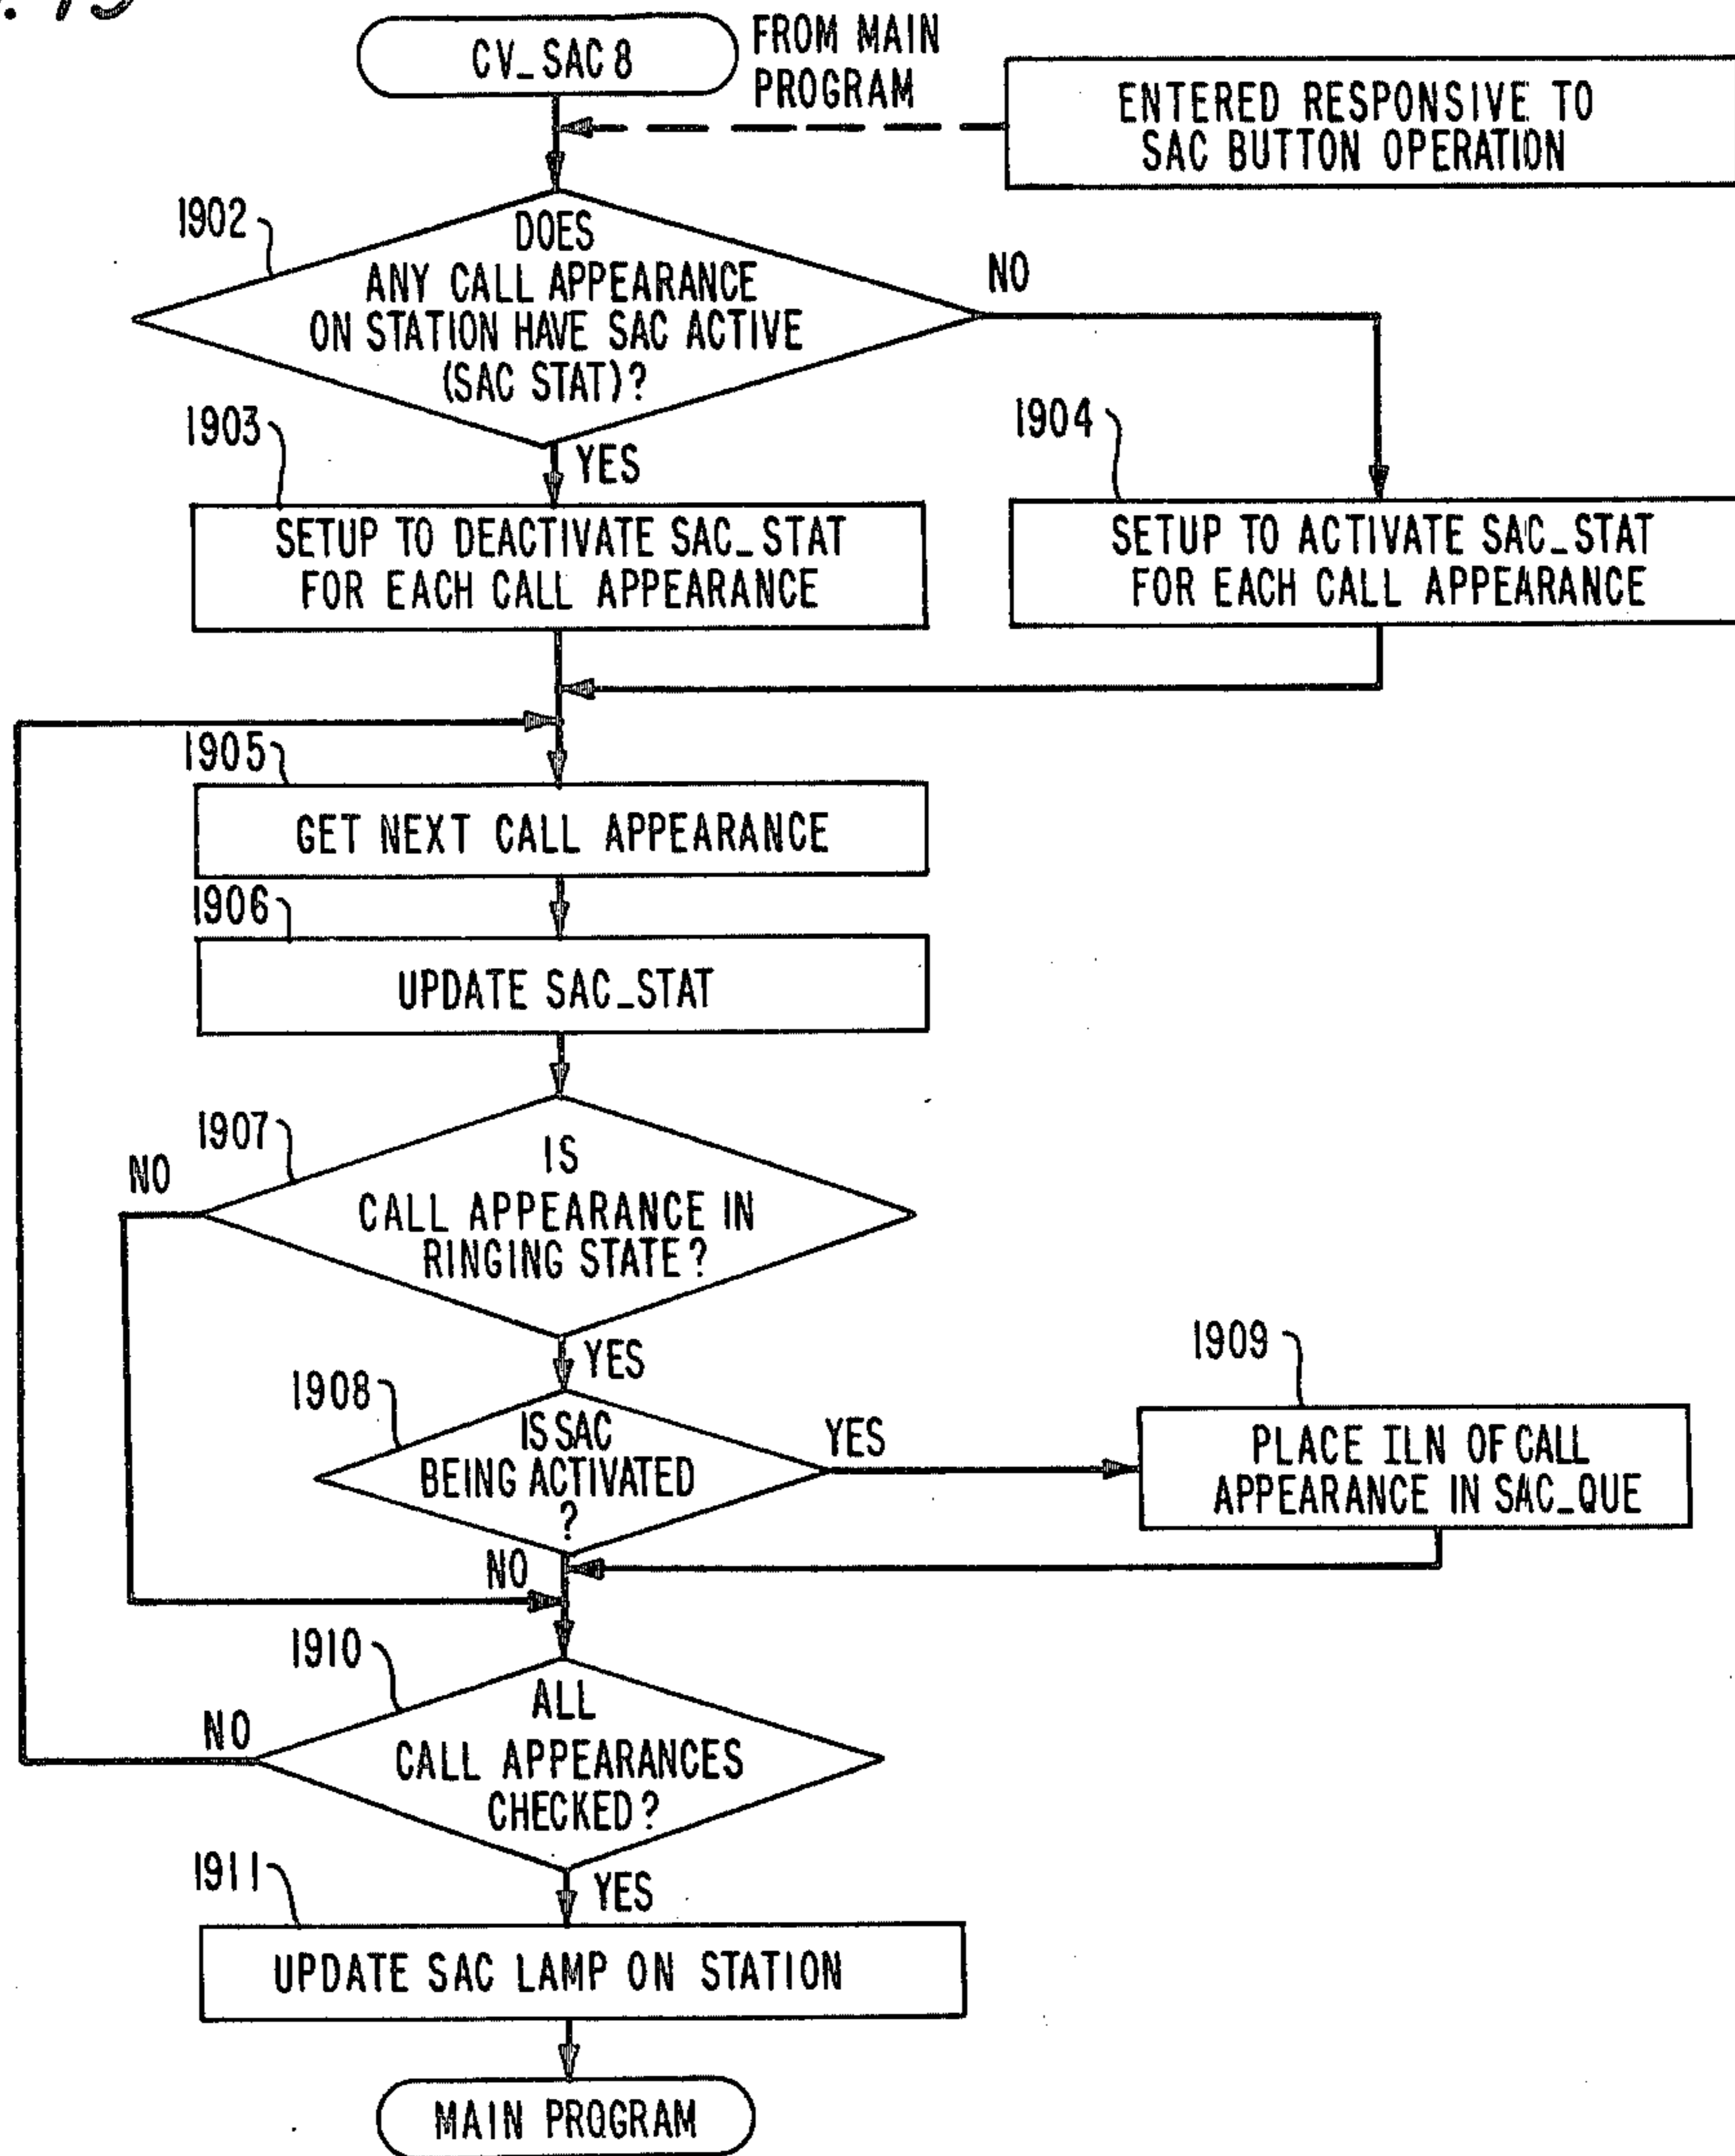 CV_SAC 8
FROM MAIN
PROGRAM
ENTERED RESPONSIVE TO
SAC BUTTON OPERATION
1902
DOES
ANY CALL APPEARANCE
ON STATION HAVE SAC ACTIVE
(SAC STAT)?
NO
1903
YES
1904
SETUP TO DEACTIVATE SAC_STAT
FOR EACH CALL APPEARANCE
SETUP TO ACTIVATE SAC_STAT
FOR EACH CALL APPEARANCE
1905
GET NEXT CALL APPEARANCE
1906
UPDATE SAC_STAT
1907
NO
IS
CALL APPEARANCE IN
RINGING STATE?
YES
1908
IS SAC
BEING ACTIVATED
?
YES
1909
PLACE ILN OF CALL
APPEARANCE IN SAC_QUE
NO
1910
NO
ALL
CALL APPEARANCES
CHECKED?
1911
YES
UPDATE SAC LAMP ON STATION
MAIN PROGRAM